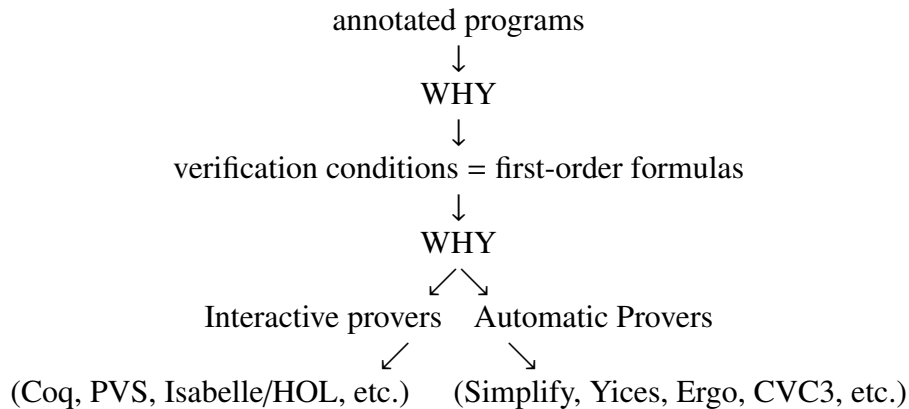 annotated programs
↓
WHY
↓
verification conditions = first-order formulas
↓
WHY
↙↘
Interactive provers Automatic Provers
↙ ↘
(Coq, PVS, Isabelle/HOL, etc.) (Simplify, Yices, Ergo, CVC3, etc.)